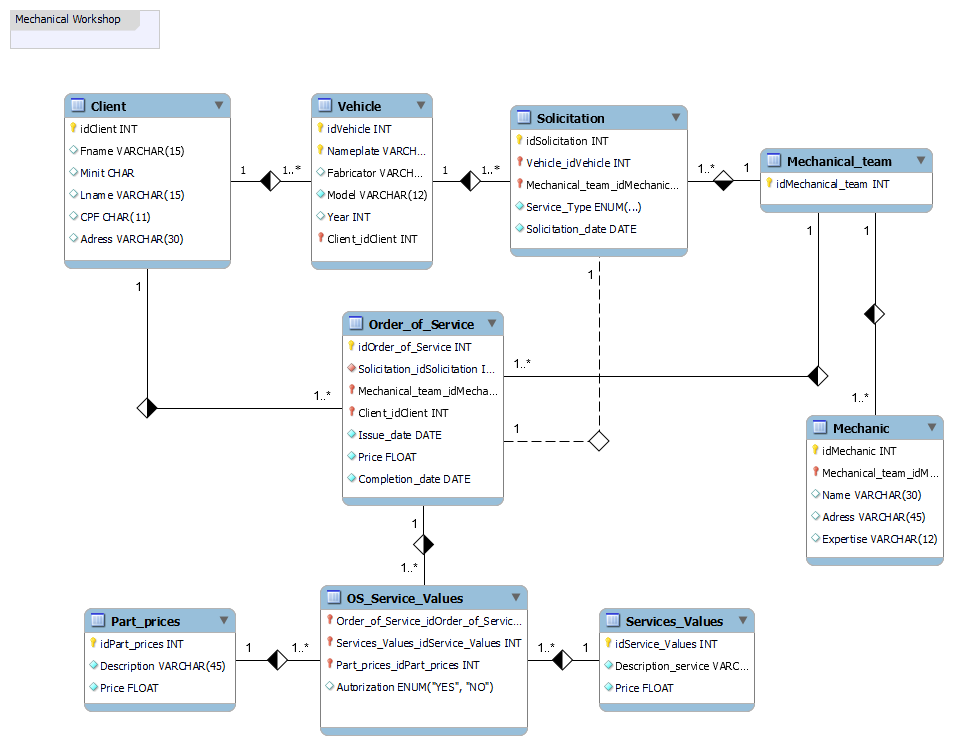 Mechanical Workshop
Client
idClient INT
Fname VARCHAR(15)
Minit CHAR
Lname VARCHAR(15)
CPF CHAR(11)
Adress VARCHAR(30)
1
1..*
Vehicle
idVehicle INT
Nameplate VARCH...
Fabricator VARCH...
Model VARCHAR(12)
Year INT
Client_idClient INT
1
1..*
Solicitation
idSolicitation INT
Vehicle_idVehicle INT
Mechanical_team_idMechanic...
Service_Type ENUM(...)
Solicitation_date DATE
1..*
1
Mechanical_team
idMechanical_team INT
1
1
1
1
1..*
Order_of_Service
idOrder_of_Service INT
Solicitation_idSolicitation I...
Mechanical_team_idMecha...
Client_idClient INT
Issue_date DATE
Price FLOAT
Completion_date DATE
1..*
1
1..*
Mechanic
idMechanic INT
Mechanical_team_idM...
Name VARCHAR(30)
Adress VARCHAR(45)
Expertise VARCHAR(12)
1
1..*
Part_prices
idPart_prices INT
Description VARCHAR(45)
Price FLOAT
1
1..*
OS_Service_Values
Order_of_Service_idOrder_of_Servic...
Services_Values_idService_Values INT
Part_prices_idPart_prices INT
Autorization ENUM("YES", "NO")
1..*
1
Services_Values
idService_Values INT
Description_service VARC...
Price FLOAT